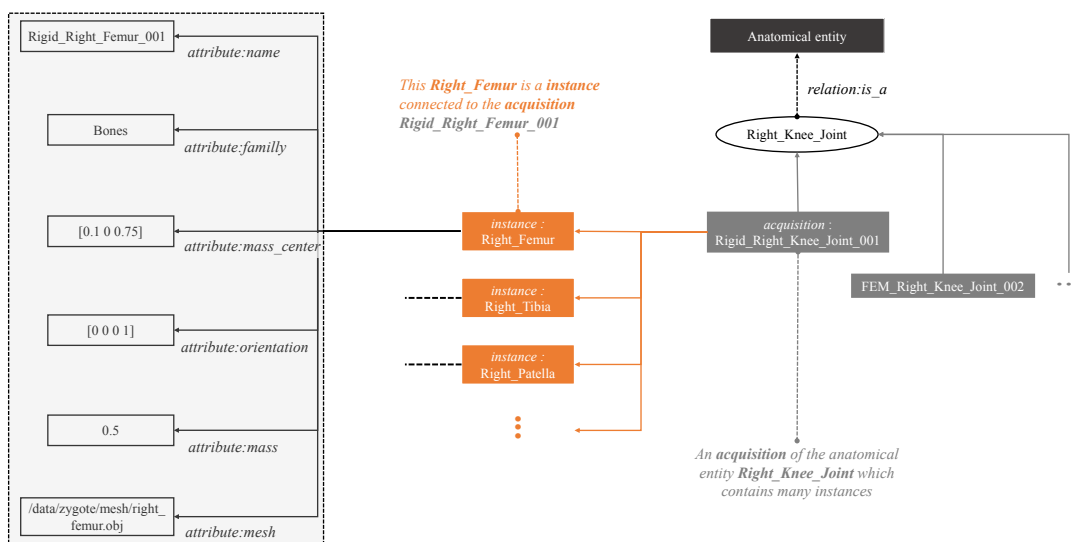 Rigid_Right_Femur_001
attribute:name
Bones
attribute:familly
[0.1 0 0.75]
attribute:mass_center
[0 0 0 1]
attribute:orientation
0.5
attribute:mass
/data/zygote/mesh/right_
femur.obj
attribute:mesh
This Right_Femur is a instance
connected to the acquisition
Rigid_Right_Femur_001
instance :
Right_Femur
instance :
Right_Tibia
instance :
Right_Patella
Anatomical entity
relation:is_a
Right_Knee_Joint
acquisition :
Rigid_Right_Knee_Joint_001
FEM_Right_Knee_Joint_002
An acquisition of the anatomical
entity Right_Knee_Joint which
contains many instances